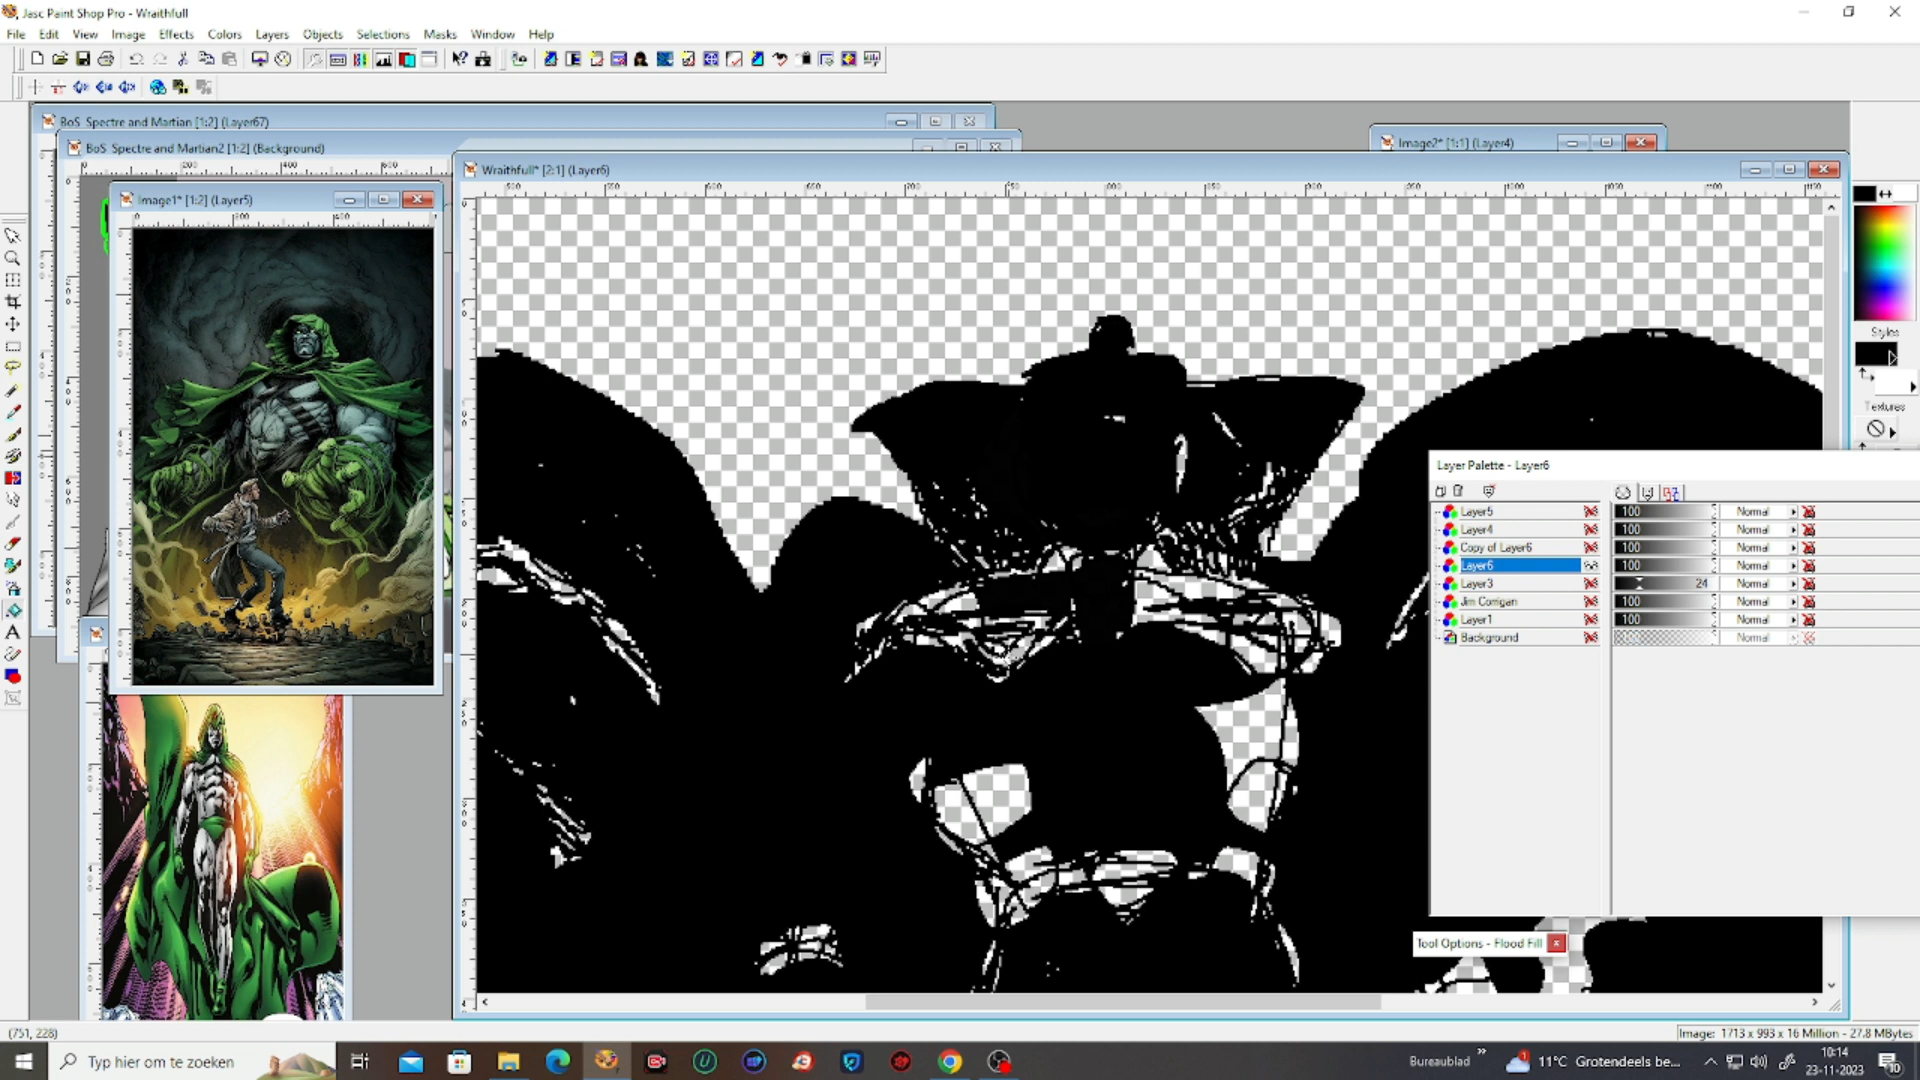 Jasc Paint Shop Pro - Wraithfull
File Edit View Image Effects Colors Layers Objects Selections Masks Window Help
BoS Spectre and Martian [1:2] (Layer67)
BoS Spectre and Martian2 [1:2] (Background)
Image2* [1:1] (Layer4)
Wraithfull* [2:1] (Layer6)
Image1* [1:2] (Layer5)
Styles
Textures
Layer Palette - Layer6
Layer5 100 Normal
Layer4 100 Normal
Copy of Layer6 100 Normal
Layer6 100 Normal
Layer3 24 Normal
Jim Corrigan 100 Normal
Layer1 100 Normal
Background Normal
Tool Options - Flood Fill
(751, 228)
Image: 1713 x 993 x 16 Million - 27.8 MBytes
Typ hier om te zoeken
Bureaublad
11°C Grotendeels be...
10:14
23-11-2023
10